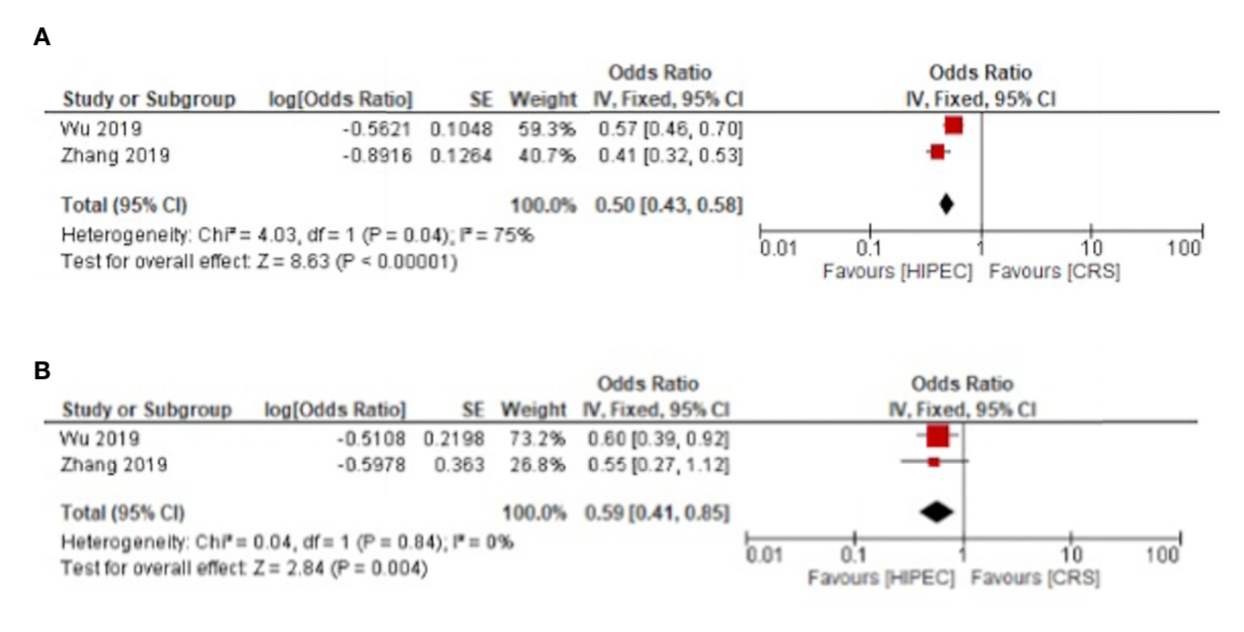 A
Odds Ratio Odds Ratio
Study or Subgroup log[Odds Ratio] SE Weight IV, Fixed, 95% CI IV, Fixed, 95% CI
Wu 2019 -0.5621 0.1048 59.3% 0.57 [0.46, 0.70]
Zhang 2019 -0.8916 0.1264 40.7% 0.41 [0.32, 0.53]
Total (95% CI) 100.0% 0.50 [0.43, 0.58]
Heterogeneity: Chi² = 4.03, df = 1 (P = 0.04); I² = 75%
Test for overall effect: Z = 8.63 (P < 0.00001)
0.01 0.1 1 10 100
Favours [HIPEC] Favours [CRS]
B
Odds Ratio Odds Ratio
Study or Subgroup log[Odds Ratio] SE Weight IV, Fixed, 95% CI IV, Fixed, 95% CI
Wu 2019 -0.5108 0.2198 73.2% 0.60 [0.39, 0.92]
Zhang 2019 -0.5978 0.363 26.8% 0.55 [0.27, 1.12]
Total (95% CI) 100.0% 0.59 [0.41, 0.85]
Heterogeneity: Chi² = 0.04, df = 1 (P = 0.84); I² = 0%
Test for overall effect: Z = 2.84 (P = 0.004)
0.01 0.1 1 10 100
Favours [HIPEC] Favours [CRS]